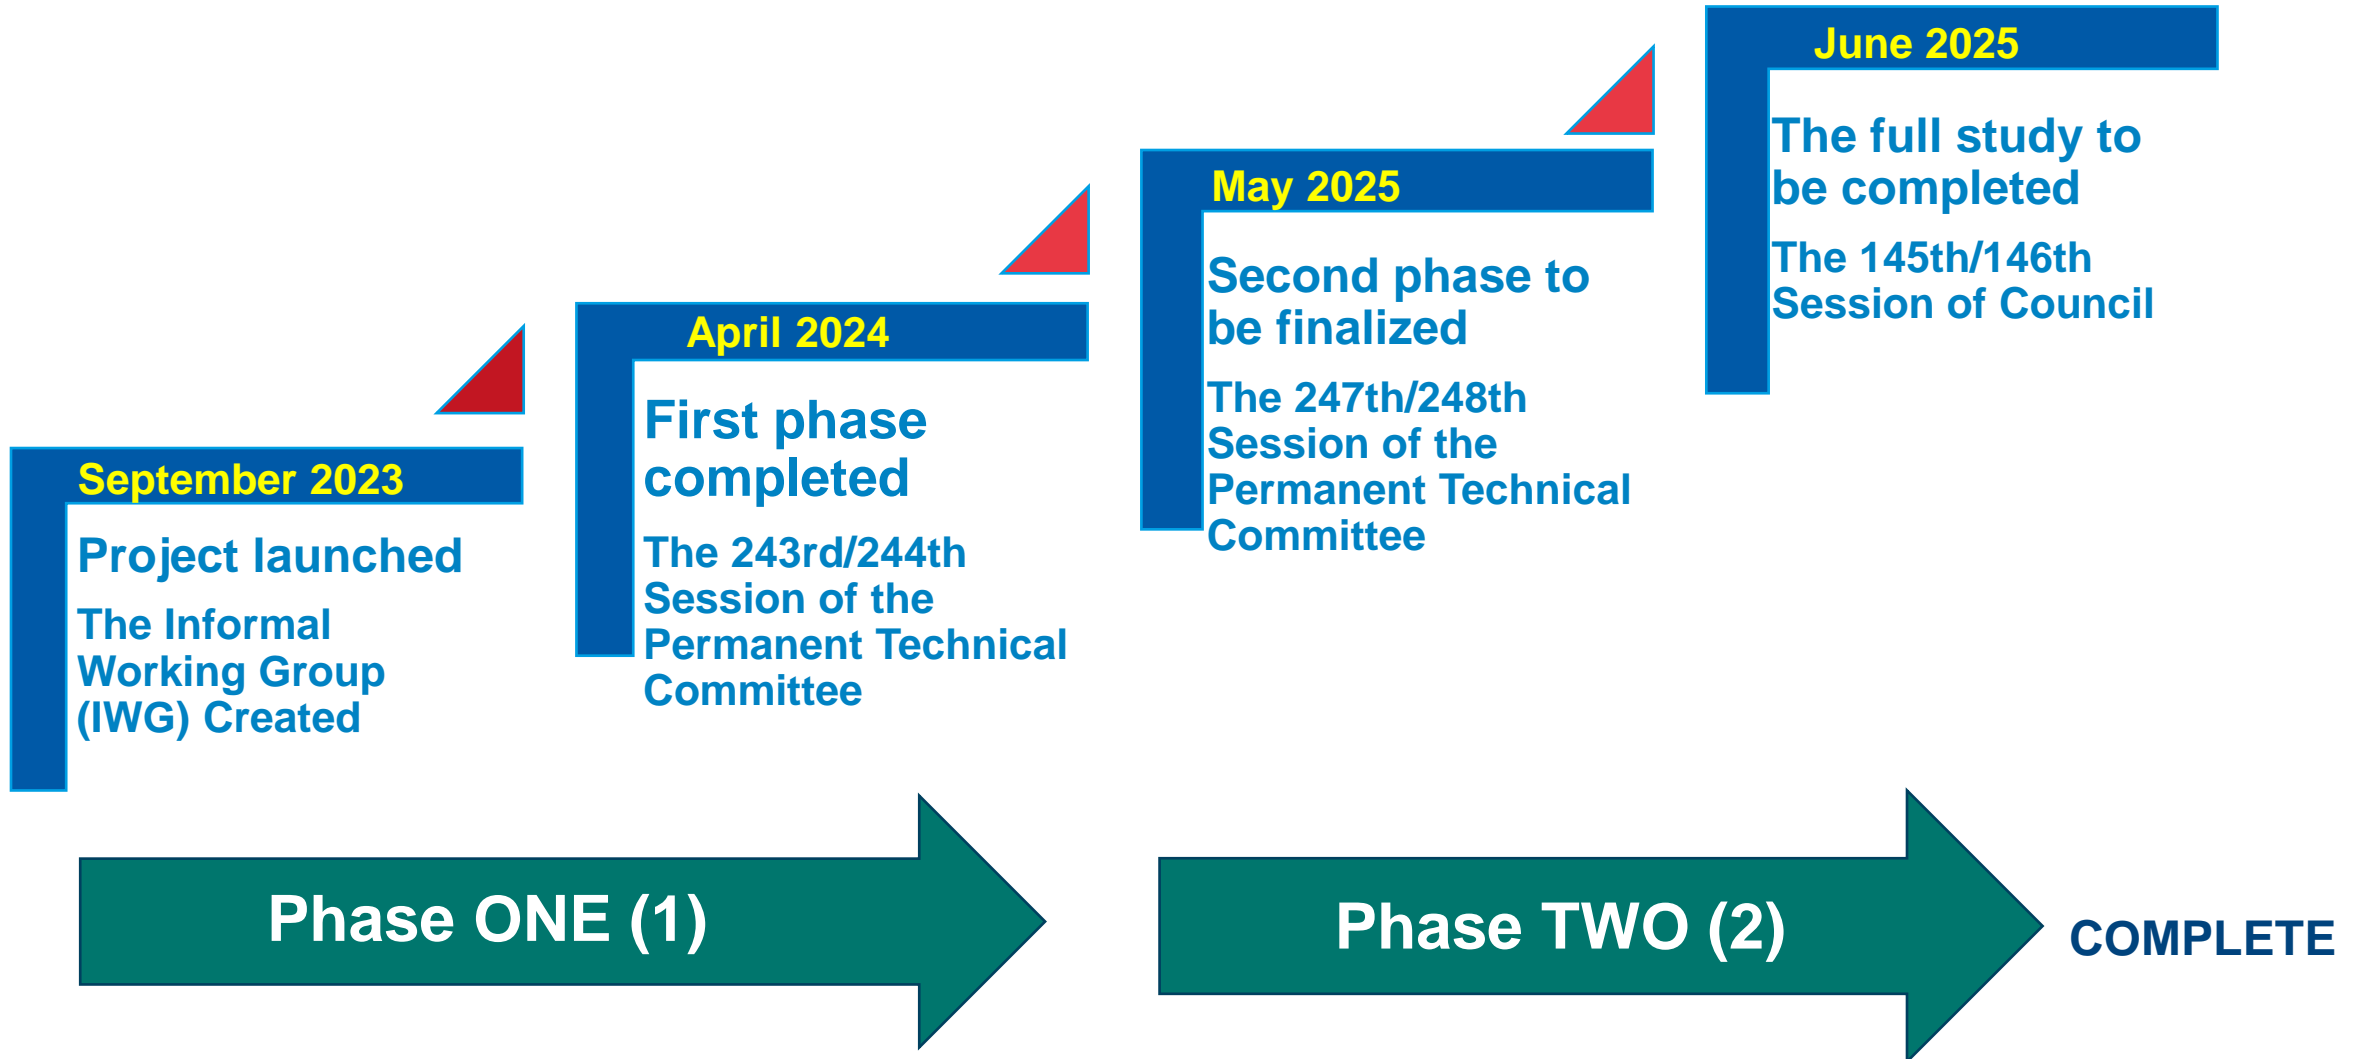 September 2023
Project launched
The Informal
Working Group
(IWG) Created
April 2024
First phase
completed
The 243rd/244th
Session of the
Permanent Technical
Committee
May 2025
Second phase to
be finalized
The 247th/248th
Session of the
Permanent Technical
Committee
June 2025
The full study to
be completed
The 145th/146th
Session of Council
Phase ONE (1)
Phase TWO (2)
COMPLETE